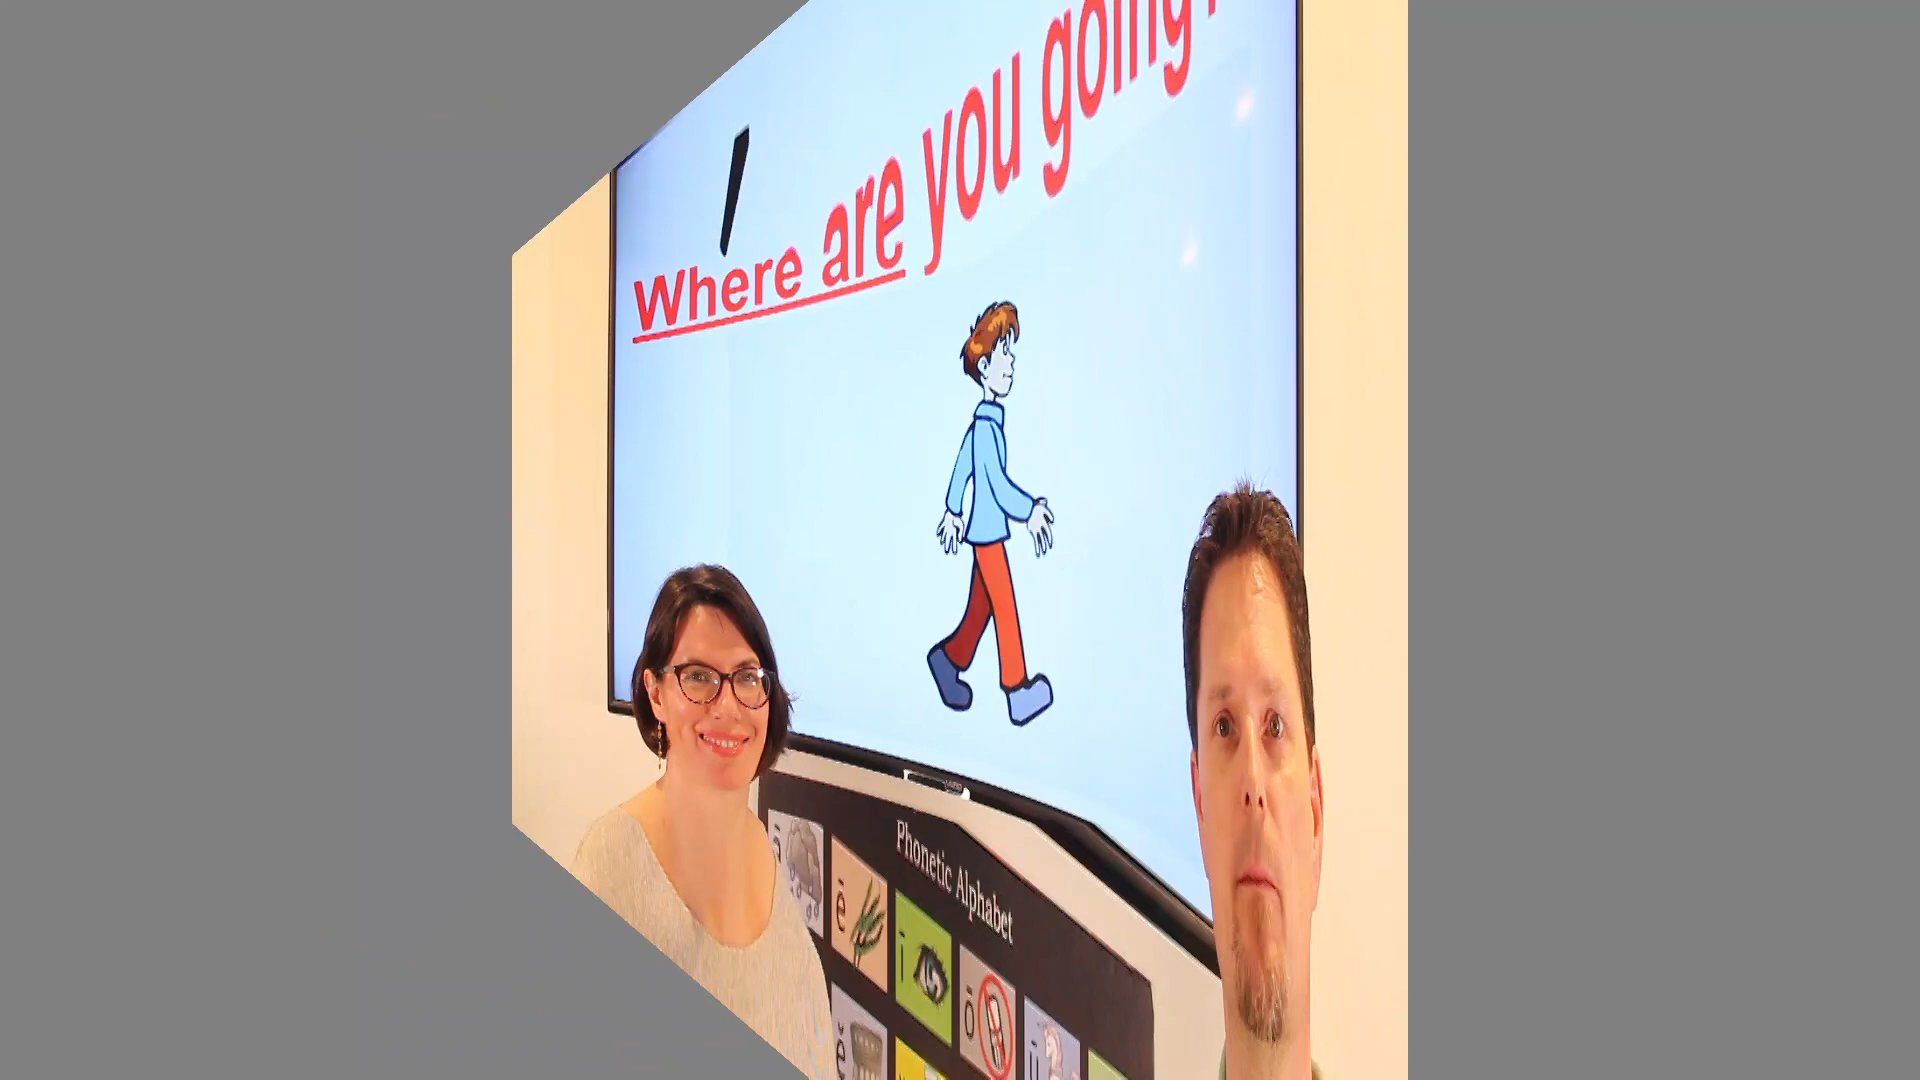 Where are you going?
Phonetic Alphabet
ā ē ī ō ū
ĕ